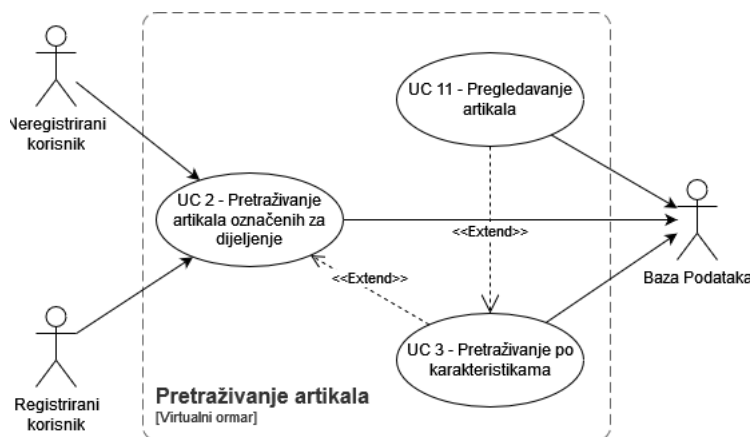 Neregistrirani
korisnik
UC 11 - Pregledavanje
artikala
UC 2 - Pretraživanje
artikala označenih za
dijeljenje
<<Extend>>
<<Extend>>
Baza Podataka
UC 3 - Pretraživanje po
karakteristikama
Registrirani
korisnik
Pretraživanje artikala
[Virtualni ormar]